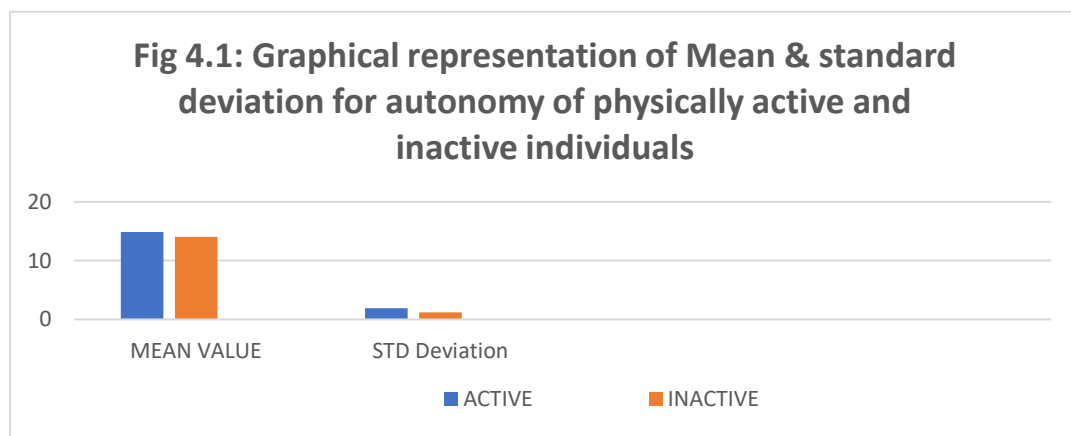 Fig 4.1: Graphical representation of Mean & standard
deviation for autonomy of physically active and
inactive individuals
20
10
0
MEAN VALUE STD Deviation
ACTIVE INACTIVE